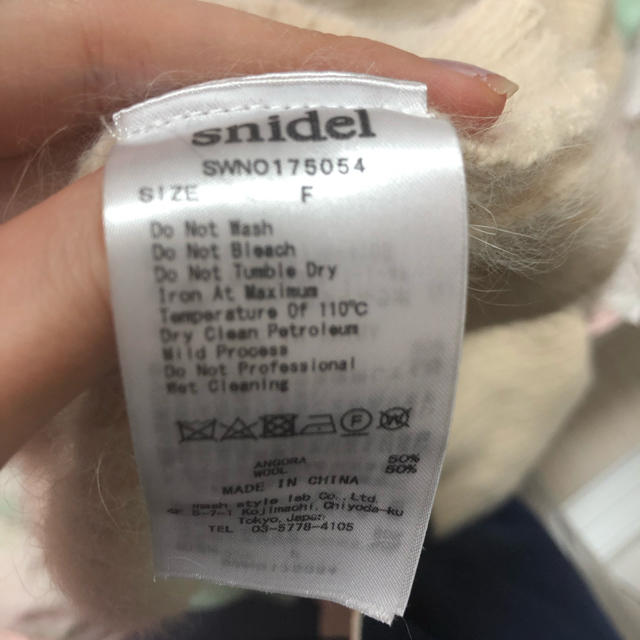 snidel
SWNO175054
SIZE F
Do Not Wash
Do Not Bleach
Do Not Tumble Dry
Iron At Maximum
Temperature Of 110℃
Dry Clean Petroleum
Mild Process
Do Not Professional
Wet Cleaning
P W
ANGORA 50%
WOOL 50%
MADE IN CHINA
mash style lab Co., Ltd.
Kojimachi, Chiyoda-ku
Tokyo, Japan
TEL 03-5778-4105